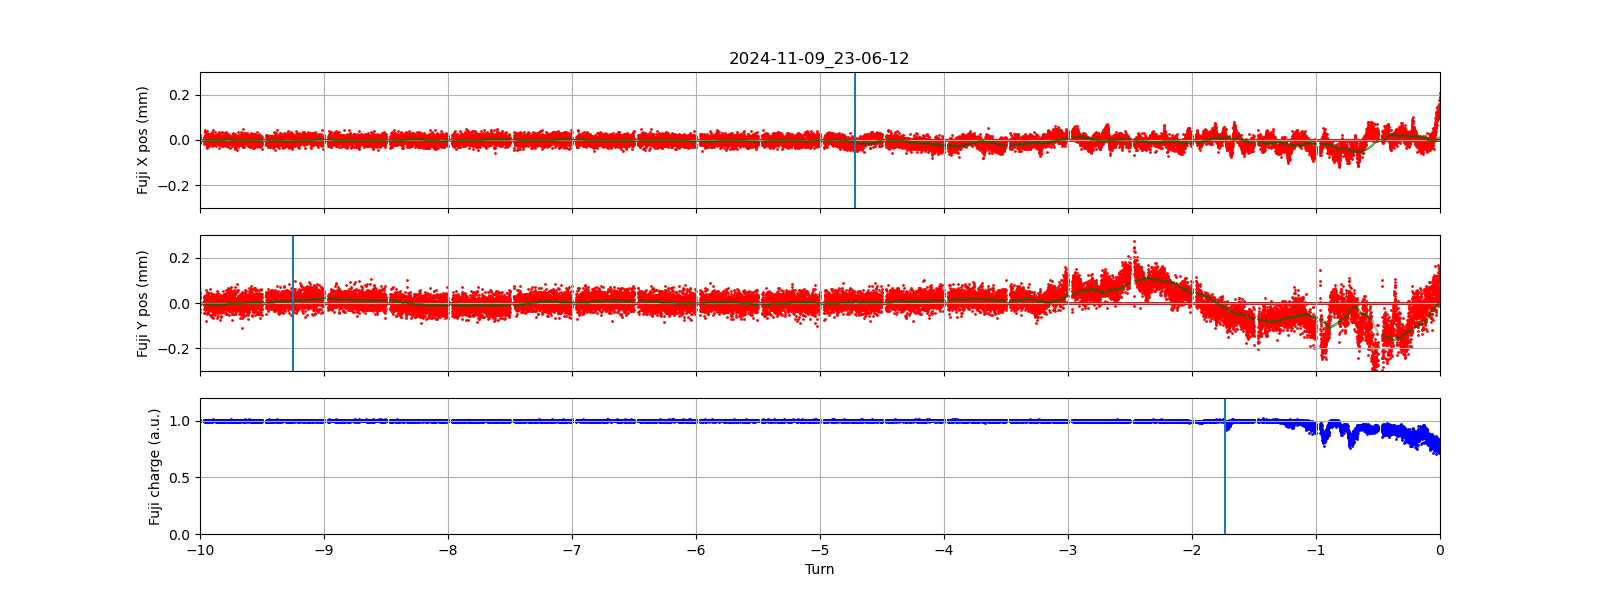 2024-11-09_23-06-12
Fuji X pos (mm)
0.2
0.0
−0.2
Fuji Y pos (mm)
0.2
0.0
−0.2
Fuji charge (a.u.)
1.0
0.5
0.0
−10 −9 −8 −7 −6 −5 −4 −3 −2 −1 0
Turn